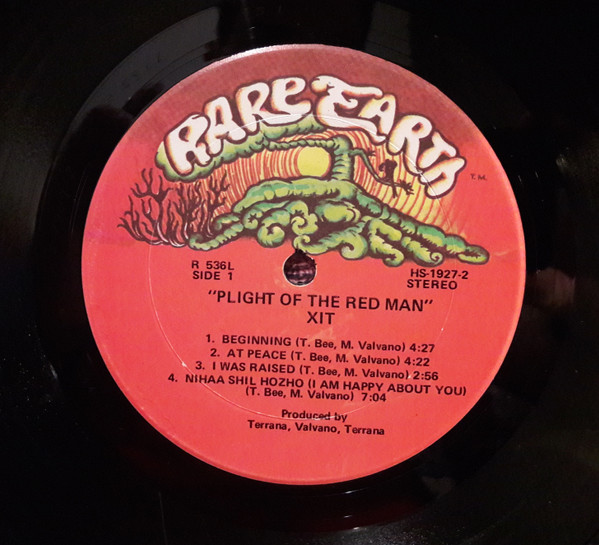 RARE EARTH
T.M.
R 536L
SIDE 1
HS-1927-2
STEREO
"PLIGHT OF THE RED MAN"
XIT
1. BEGINNING (T. Bee, M. Valvano) 4:27
2. AT PEACE (T. Bee, M. Valvano) 4:22
3. I WAS RAISED (T. Bee, M. Valvano) 2:56
4. NIHAA SHIL HOZHO (I AM HAPPY ABOUT YOU)
(T. Bee, M. Valvano) 7:04
Produced by
Terrana, Valvano, Terrana